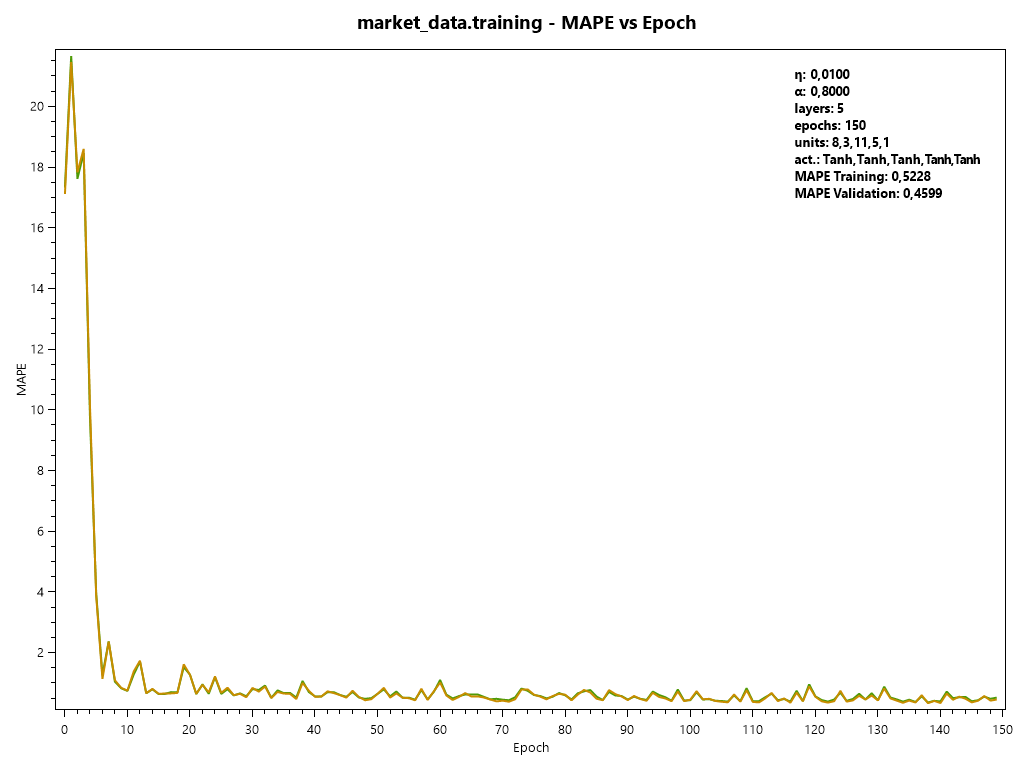 market_data.training - MAPE vs Epoch
η: 0,0100
α: 0,8000
layers: 5
epochs: 150
units: 8,3,11,5,1
act.: Tanh,Tanh,Tanh,Tanh,Tanh
MAPE Training: 0,5228
MAPE Validation: 0,4599
MAPE
20
18
16
14
12
10
8
6
4
2
0 10 20 30 40 50 60 70 80 90 100 110 120 130 140 150
Epoch